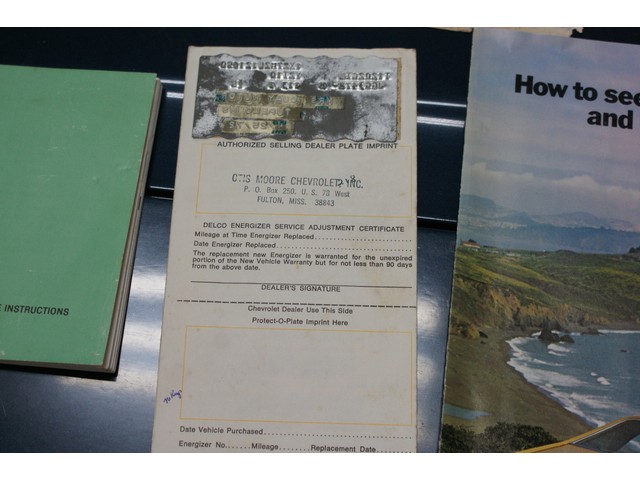 How to see
and
AUTHORIZED SELLING DEALER PLATE IMPRINT
OTIS MOORE CHEVROLET, INC.
P. O. Box 250, U. S. 73 West
FULTON, MISS. 38843
DELCO ENERGIZER SERVICE ADJUSTMENT CERTIFICATE
Mileage at Time Energizer Replaced
Date Energizer Replaced
The replacement new Energizer is warranted for the unexpired
portion of the New Vehicle Warranty but for not less than 90 days
from the above date.
DEALER'S SIGNATURE
Chevrolet Dealer Use This Side
Protect-O-Plate Imprint Here
Date Vehicle Purchased
Energizer No.......Mileage........Replacement Date
E INSTRUCTIONS